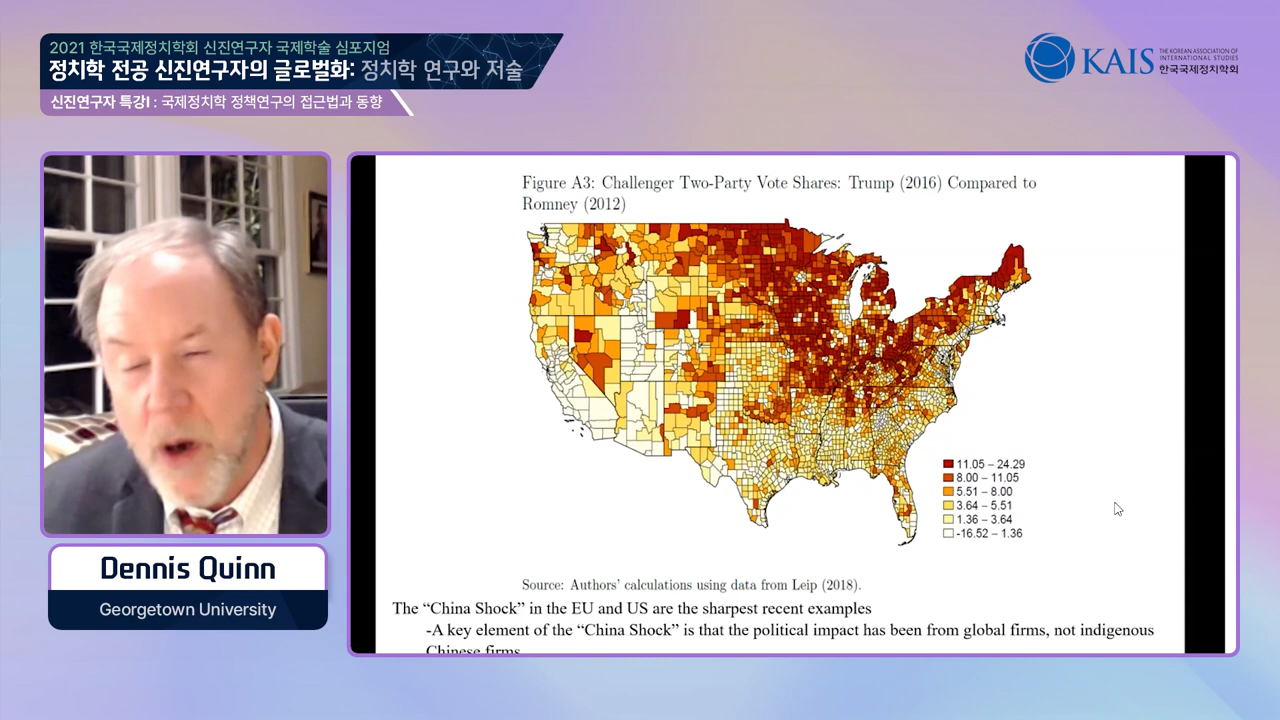 2021 한국국제정치학회 신진연구자 국제학술 심포지엄
정치학 전공 신진연구자의 글로벌화: 정치학 연구와 저술
신진연구자 특강I : 국제정치학 정책연구의 접근법과 동향
KAIS
THE KOREAN ASSOCIATION OF
INTERNATIONAL STUDIES
한국국제정치학회
Figure A3: Challenger Two-Party Vote Shares: Trump (2016) Compared to
Romney (2012)
11.05 – 24.29
8.00 – 11.05
5.51 – 8.00
3.64 – 5.51
1.36 – 3.64
-16.52 – 1.36
Source: Authors’ calculations using data from Leip (2018).
The “China Shock” in the EU and US are the sharpest recent examples
-A key element of the “China Shock” is that the political impact has been from global firms, not indigenous
Chinese firms
Dennis Quinn
Georgetown University